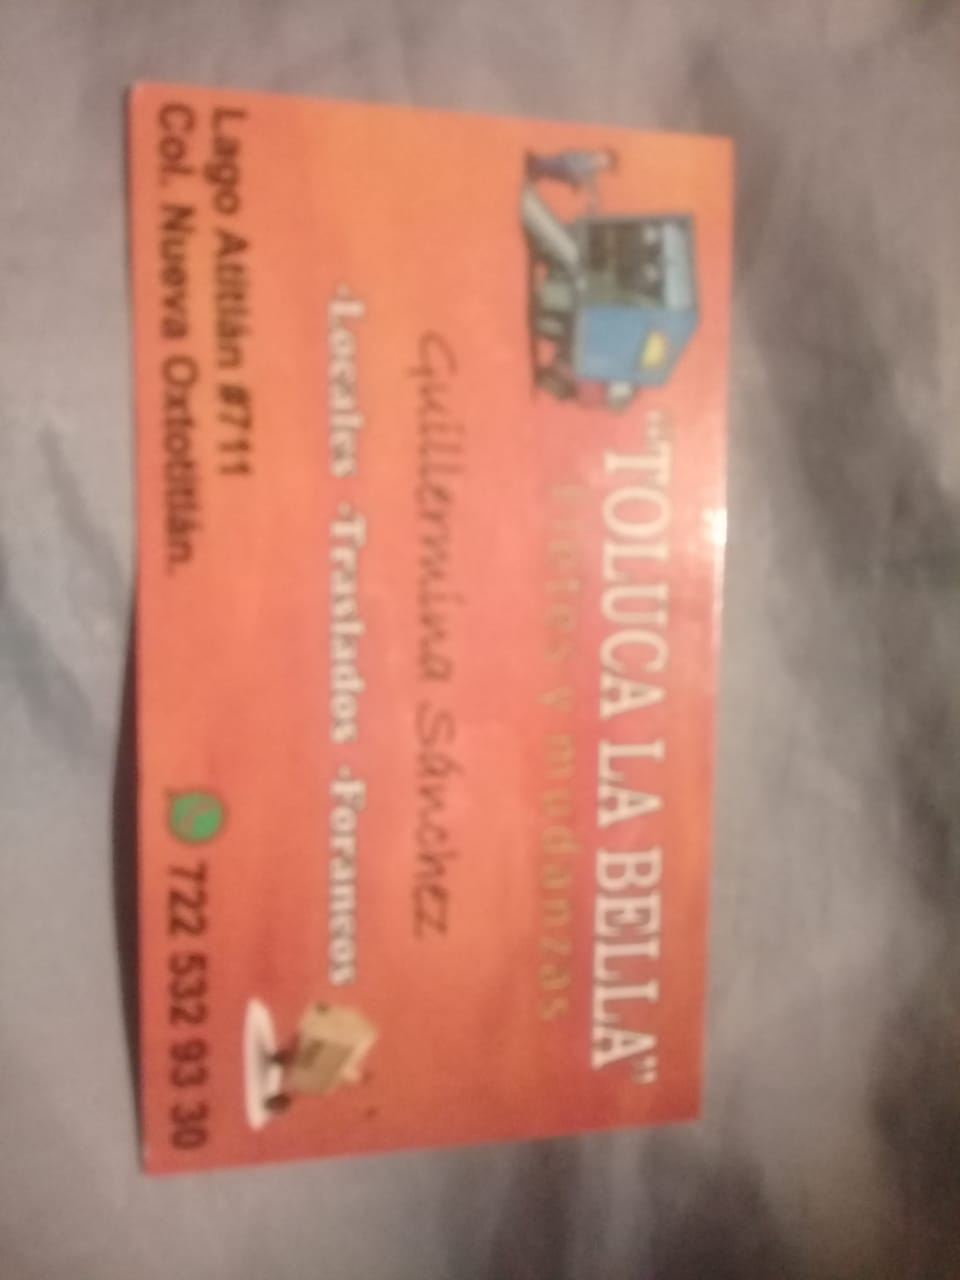 "TOLUCA LA BELLA"
Fletes y mudanzas
Guillermina Sánchez
·Locales ·Traslados ·Foraneos
Lago Atitlán #711
Col. Nueva Oxtotitlán.
722 532 93 30